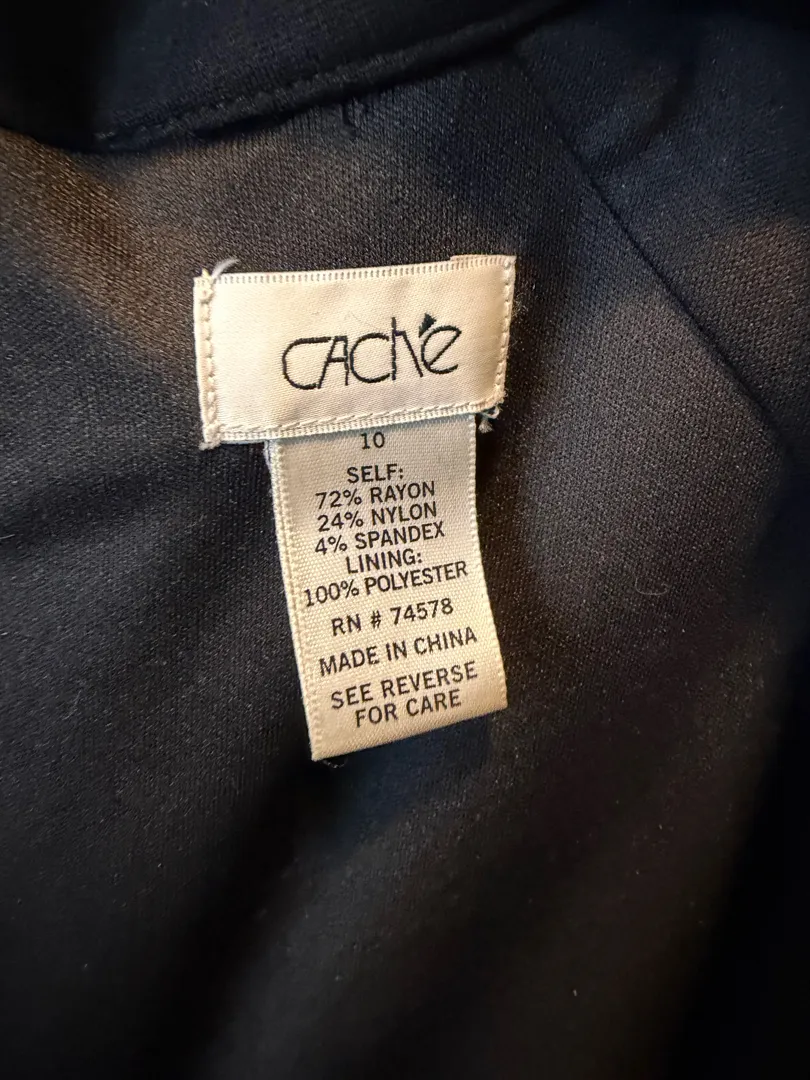 CACHÉ
10
SELF:
72% RAYON
24% NYLON
4% SPANDEX
LINING:
100% POLYESTER
RN # 74578
MADE IN CHINA
SEE REVERSE
FOR CARE